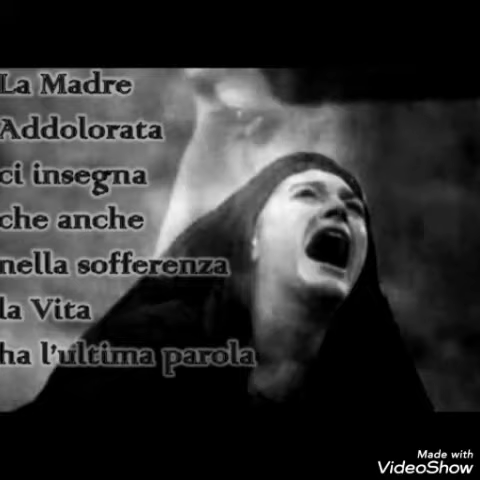 La Madre
Addolorata
ci insegna
che anche
nella sofferenza
la Vita
ha l'ultima parola
Made with
VideoShow